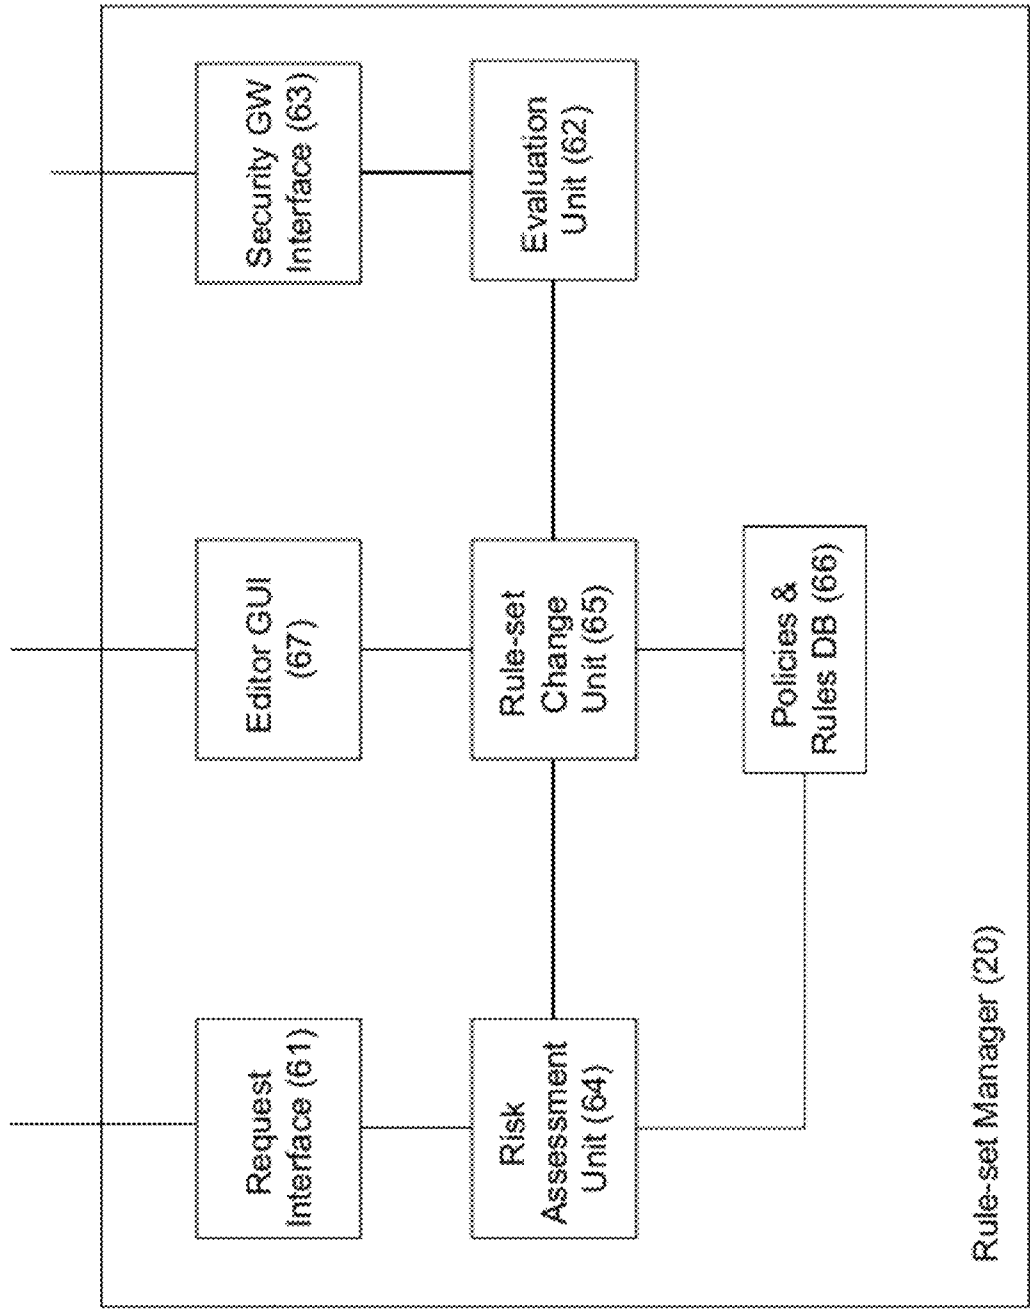 Request
Interface (61)
Editor GUI
(67)
Security GW
Interface (63)
Risk
Assessment
Unit (64)
Rule-set
Change
Unit (65)
Evaluation
Unit (62)
Policies &
Rules DB (66)
Rule-set Manager (20)